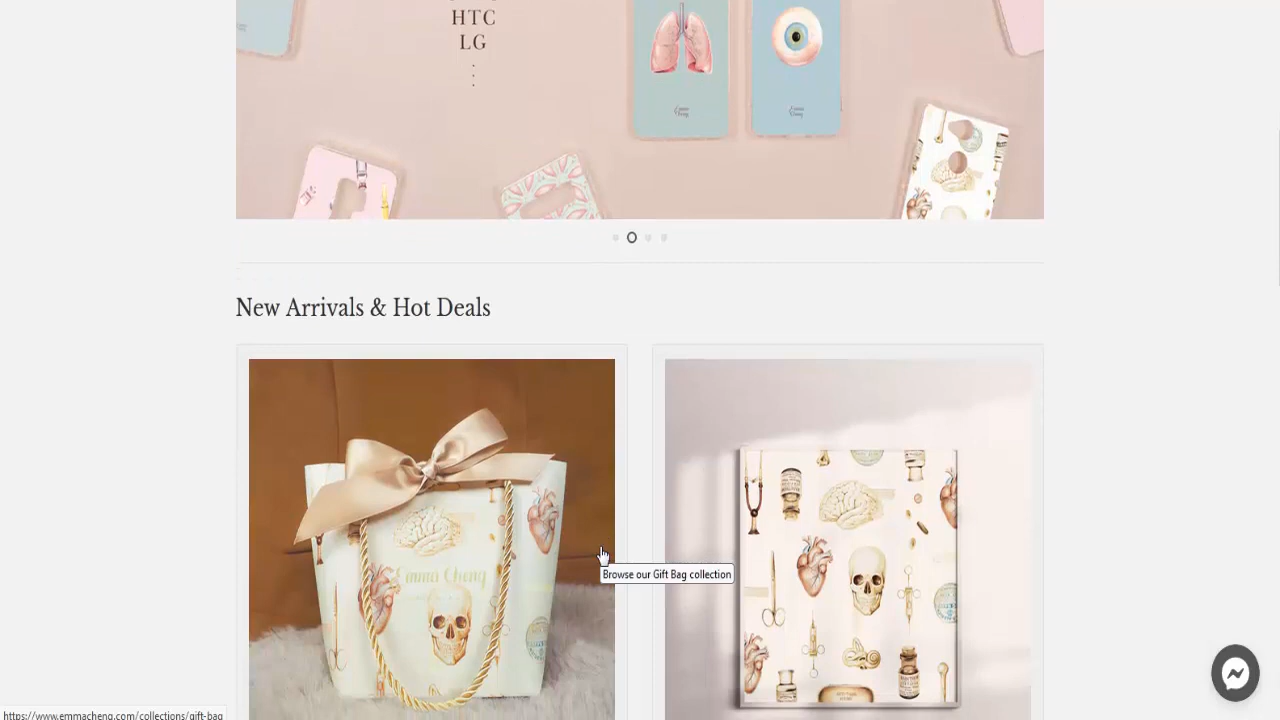 HTC
LG
New Arrivals & Hot Deals
Emma Cheng
Browse our Gift Bag collection
https://www.emmacheng.com/collections/gift-bag